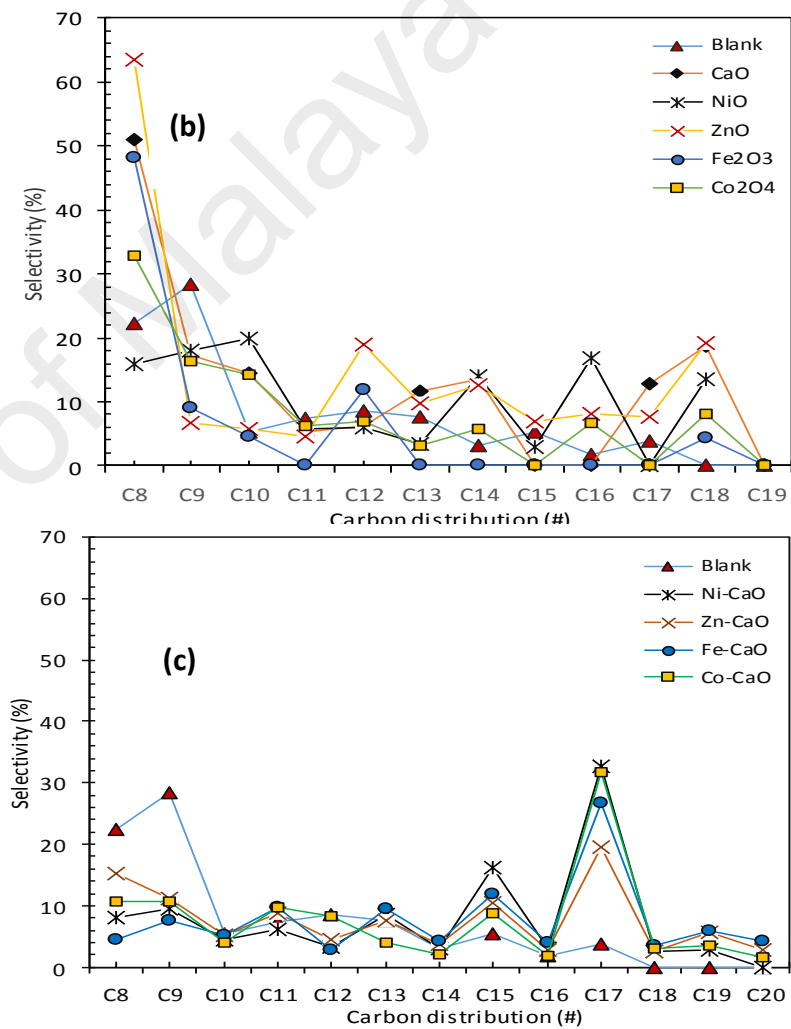 of Malaya
(b)
Selectivity (%)
70
60
50
40
30
20
10
0
Blank
CaO
NiO
ZnO
Fe2O3
Co2O4
C8 C9 C10 C11 C12 C13 C14 C15 C16 C17 C18 C19
Carbon distribution (#)
(c)
Selectivity (%)
70
60
50
40
30
20
10
0
Blank
Ni-CaO
Zn-CaO
Fe-CaO
Co-CaO
C8 C9 C10 C11 C12 C13 C14 C15 C16 C17 C18 C19 C20
Carbon distribution (#)